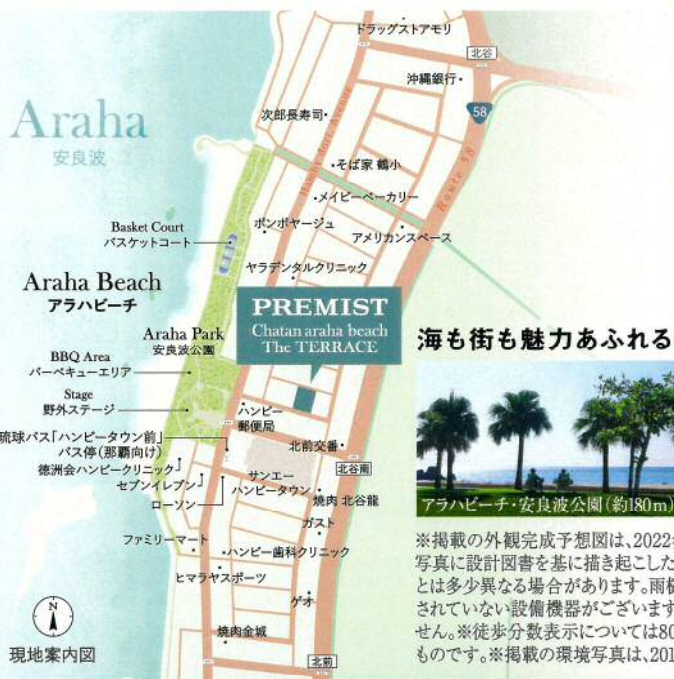 ドラッグストアモリ
北谷
沖縄銀行
58
Araha
安良波
次郎長寿司
Hamby Most. Avenue
Route 58
そば家 鶴小
メイビーベーカリー
Basket Court
バスケットコート
ボンボヤージュ
アメリカンスペース
ヤラデンタルクリニック
Araha Beach
アラハビーチ
PREMIST
Chatan araha beach
The TERRACE
Araha Park
安良波公園
BBQ Area
バーベキューエリア
Stage
野外ステージ
海も街も魅力あふれる
ハンビー
郵便局
琉球バス「ハンビータウン前」
バス停(那覇向け)
北前交番
北谷南
徳洲会ハンビークリニック
セブンイレブン
サンエー
ハンビータウン
ローソン
焼肉 北谷龍
ガスト
アラハビーチ・安良波公園(約180m)
ファミリーマート
ハンビー歯科クリニック
ヒマラヤスポーツ
ゲオ
焼肉金城
北前
N
現地案内図
※掲載の外観完成予想図は、2022
写真に設計図書を基に描き起こした
とは多少異なる場合があります。雨樋
されていない設備機器がございます
せん。※徒歩分数表示については80
ものです。※掲載の環境写真は、201